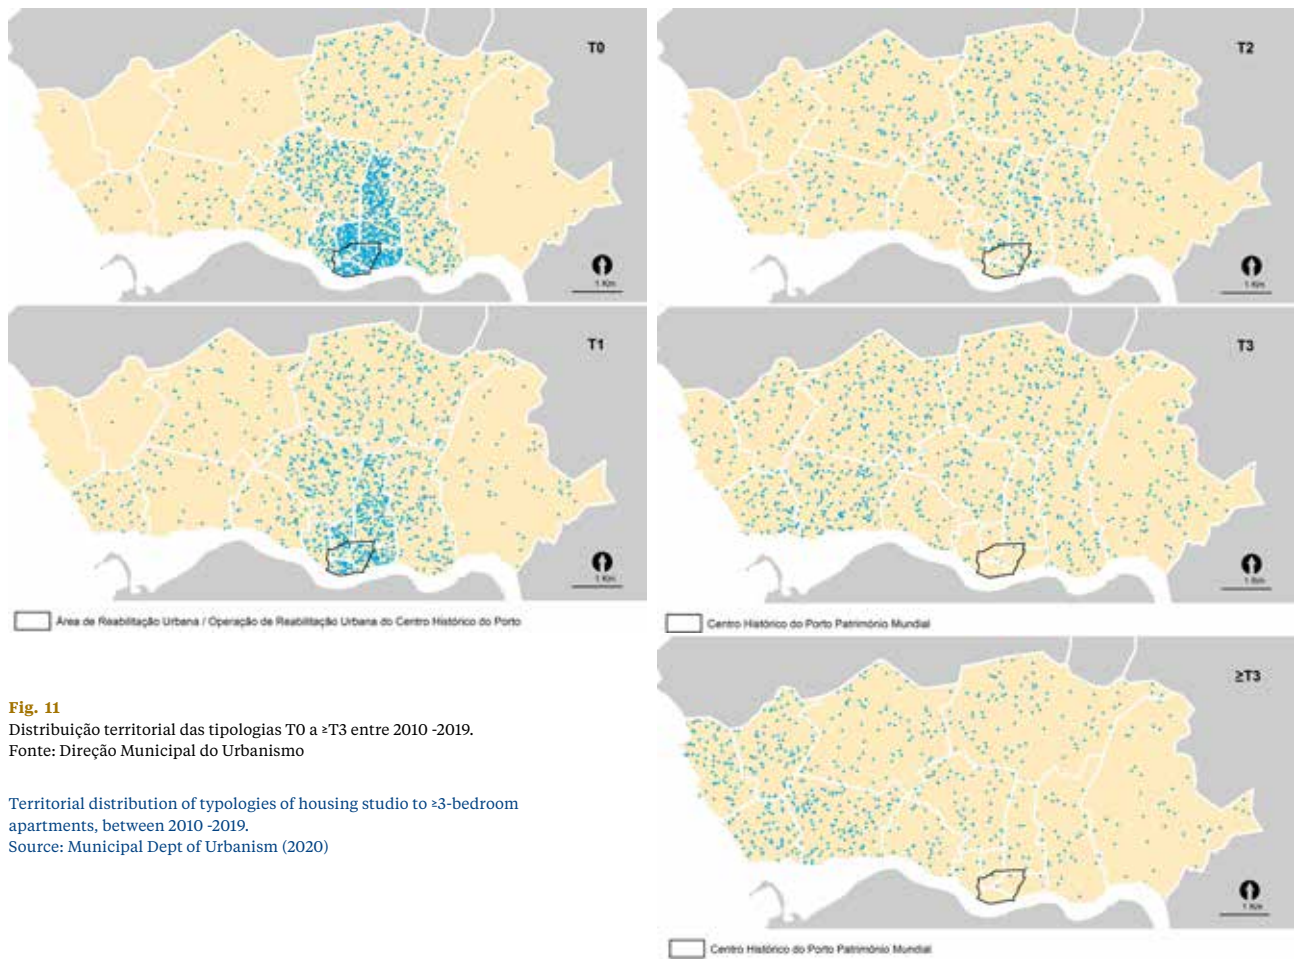 T0
1 Km
T1
1 Km
Área de Reabilitação Urbana / Operação de Reabilitação Urbana do Centro Histórico do Porto
Fig. 11
Distribuição territorial das tipologias T0 a ≥T3 entre 2010 -2019.
Fonte: Direção Municipal do Urbanismo
Territorial distribution of typologies of housing studio to ≥3-bedroom
apartments, between 2010 -2019.
Source: Municipal Dept of Urbanism (2020)
T2
1 Km
T3
1 Km
Centro Histórico do Porto Património Mundial
≥T3
1 Km
Centro Histórico do Porto Património Mundial